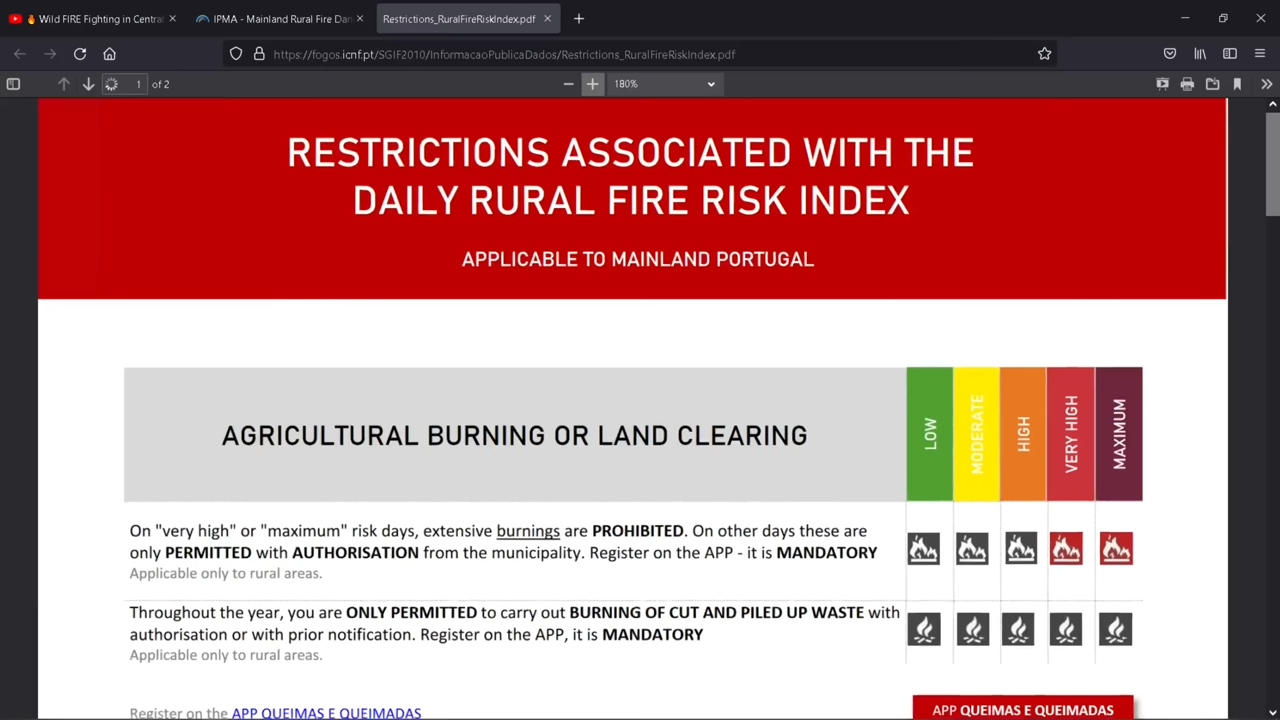 Wild FIRE Fighting in Central
IPMA - Mainland Rural Fire Dan
Restrictions_RuralFireRiskIndex.pdf
https://fogos.icnf.pt/SGIF2010/InformacaoPublicaDados/Restrictions_RuralFireRiskIndex.pdf
1 of 2
180%
RESTRICTIONS ASSOCIATED WITH THE
DAILY RURAL FIRE RISK INDEX
APPLICABLE TO MAINLAND PORTUGAL
AGRICULTURAL BURNING OR LAND CLEARING
LOW
MODERATE
HIGH
VERY HIGH
MAXIMUM
On "very high" or "maximum" risk days, extensive burnings are PROHIBITED. On other days these are
only PERMITTED with AUTHORISATION from the municipality. Register on the APP - it is MANDATORY
Applicable only to rural areas.
Throughout the year, you are ONLY PERMITTED to carry out BURNING OF CUT AND PILED UP WASTE with
authorisation or with prior notification. Register on the APP, it is MANDATORY
Applicable only to rural areas.
Register on the APP QUEIMAS E QUEIMADAS
APP QUEIMAS E QUEIMADAS